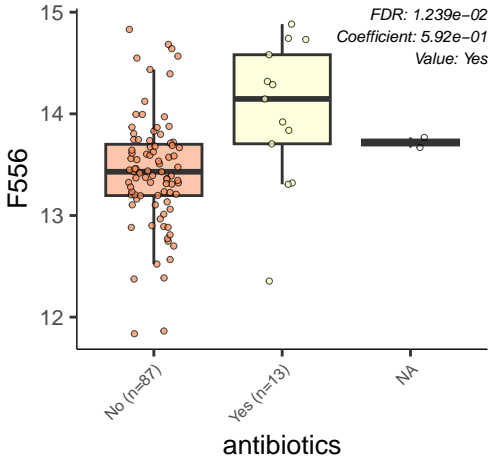 FDR: 1.239e−02
Coefficient: 5.92e−01
Value: Yes
15
14
13
12
F556
No (n=87)
Yes (n=13)
NA
antibiotics